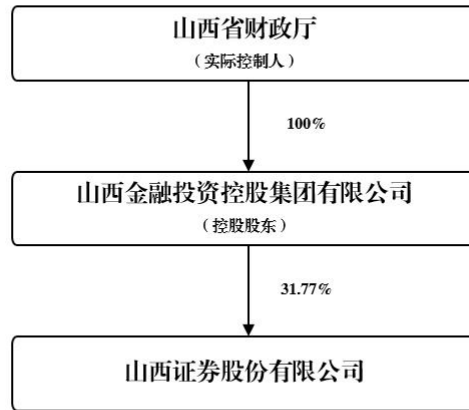 山西省财政厅
（实际控制人）
100%
山西金融投资控股集团有限公司
（控股股东）
31.77%
山西证券股份有限公司